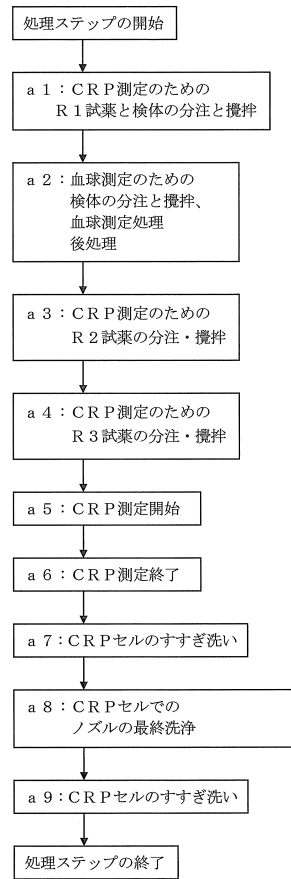 処理ステップの開始
a1：CRP測定のための
R1試薬と検体の分注と攪拌
a2：血球測定のための
検体の分注と攪拌、
血球測定処理
後処理
a3：CRP測定のための
R2試薬の分注・攪拌
a4：CRP測定のための
R3試薬の分注・攪拌
a5：CRP測定開始
a6：CRP測定終了
a7：CRPセルのすすぎ洗い
a8：CRPセルでの
ノズルの最終洗浄
a9：CRPセルのすすぎ洗い
処理ステップの終了